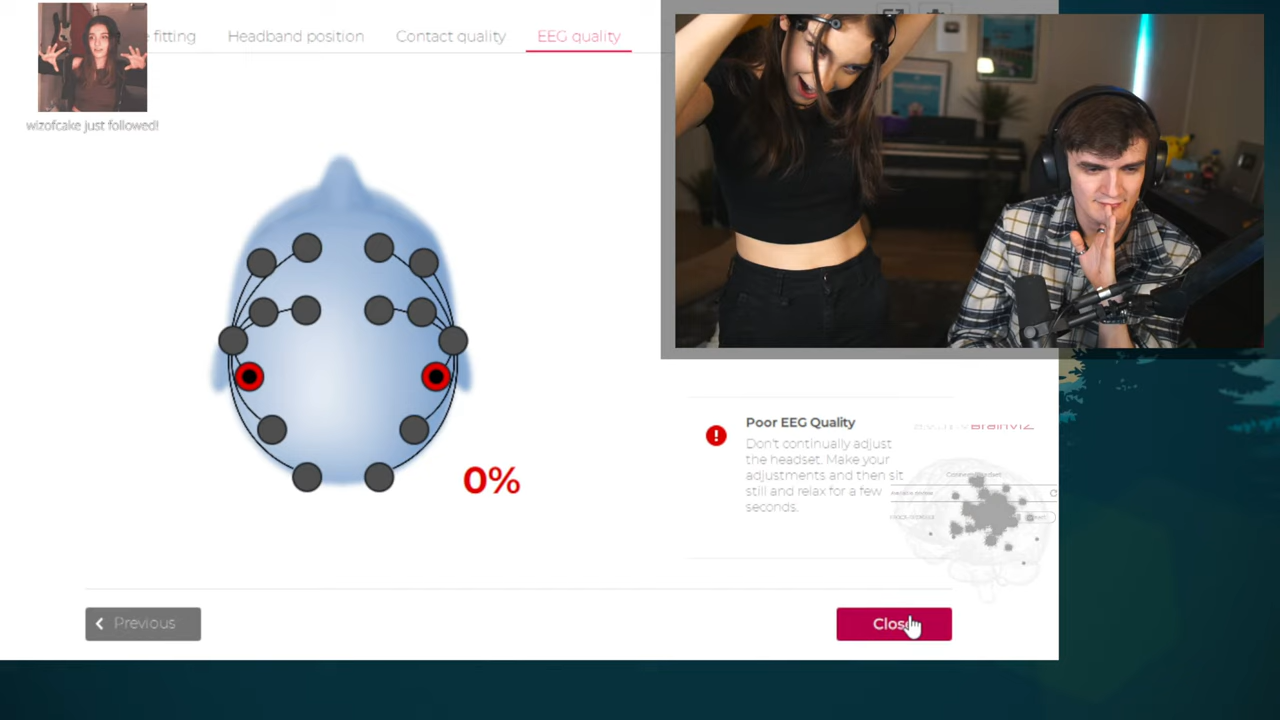 fitting
Headband position
Contact quality
EEG quality
wizofcake just followed!
0%
Poor EEG Quality
Don't continually adjust
the headset. Make your
adjustments and then sit
still and relax for a few
seconds.
BrainViz
Previous
Clos